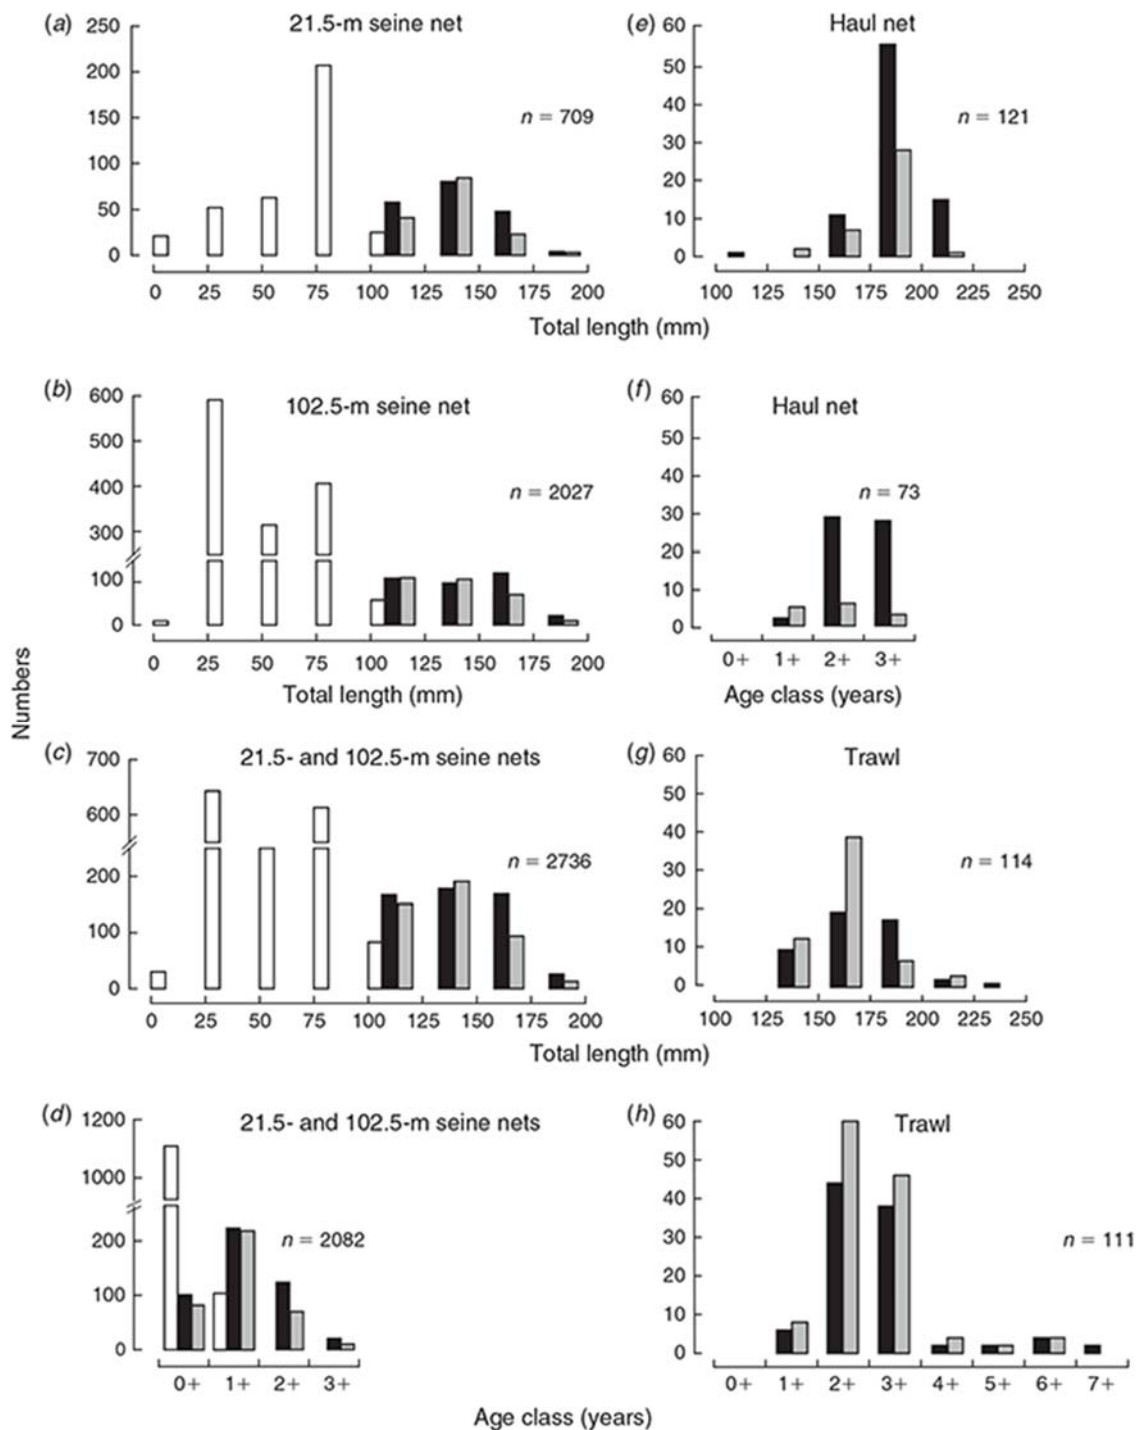 (a) 21.5-m seine net
250
200
150
100
50
0
n = 709
0 25 50 75 100 125 150 175 200
(e) Haul net
60
50
40
30
20
10
0
n = 121
100 125 150 175 200 225 250
Total length (mm)
(b) 102.5-m seine net
600
500
400
300
100
0
n = 2027
0 25 50 75 100 125 150 175 200
Total length (mm)
(f) Haul net
60
50
40
30
20
10
0
n = 73
0+ 1+ 2+ 3+
Age class (years)
Numbers
(c) 21.5- and 102.5-m seine nets
700
600
200
100
0
n = 2736
0 25 50 75 100 125 150 175 200
(g) Trawl
60
50
40
30
20
10
0
n = 114
100 125 150 175 200 225 250
Total length (mm)
(d) 21.5- and 102.5-m seine nets
1200
1000
200
100
0
n = 2082
0+ 1+ 2+ 3+
(h) Trawl
60
50
40
30
20
10
0
n = 111
0+ 1+ 2+ 3+ 4+ 5+ 6+ 7+
Age class (years)